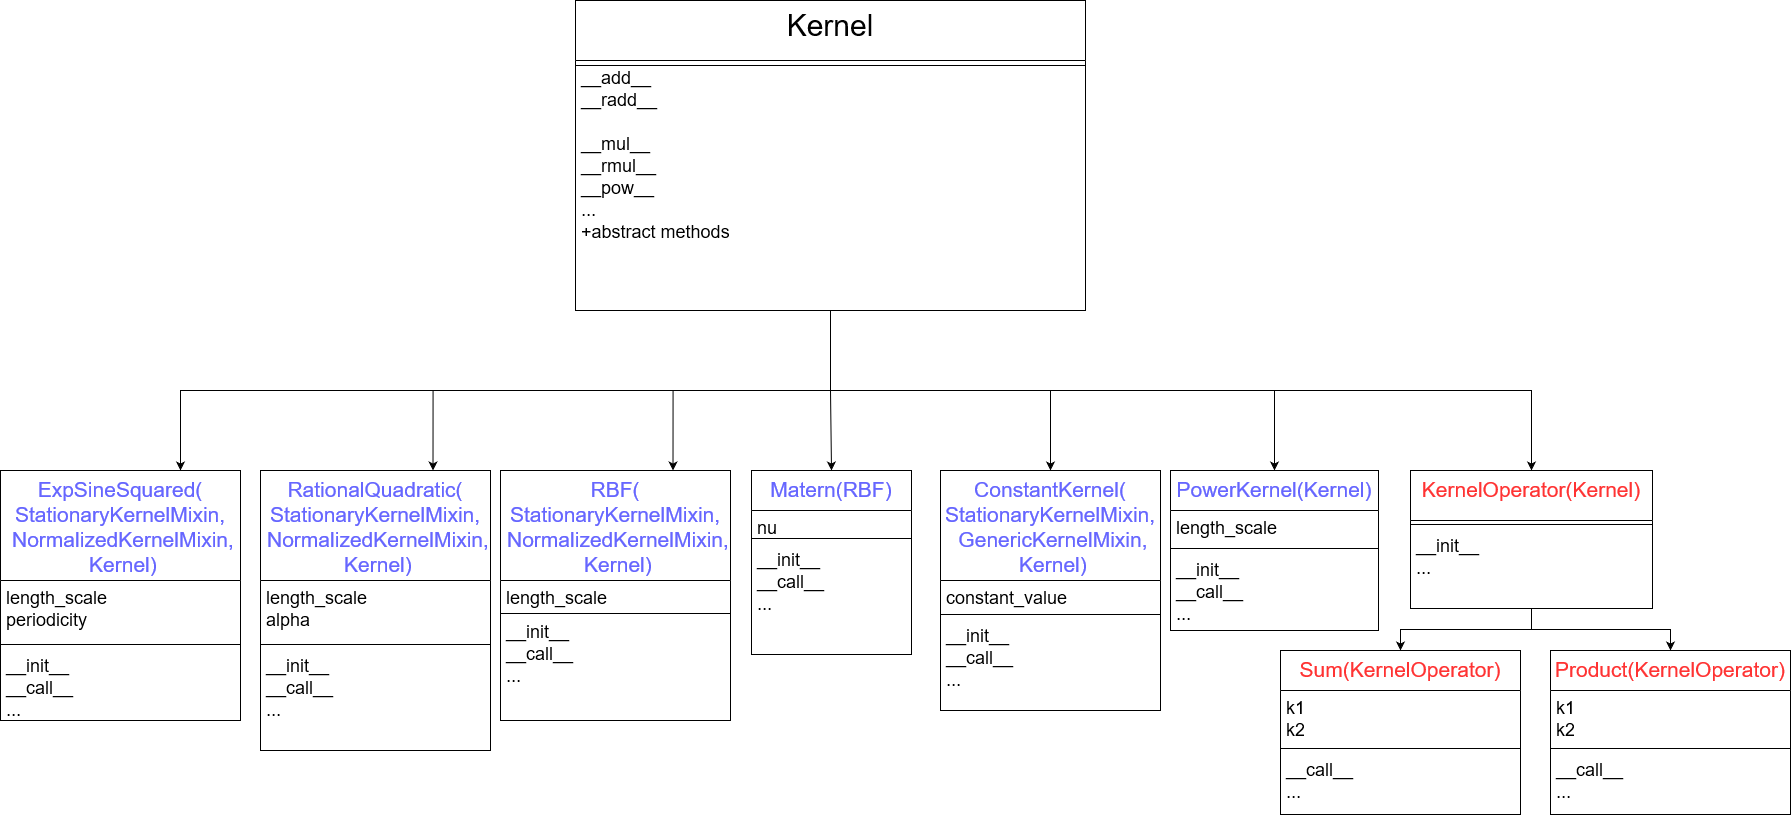 Kernel
__add__
__radd__
__mul__
__rmul__
__pow__
...
+abstract methods
ExpSineSquared(
StationaryKernelMixin,
NormalizedKernelMixin,
Kernel)
length_scale
periodicity
__init__
__call__
...
RationalQuadratic(
StationaryKernelMixin,
NormalizedKernelMixin,
Kernel)
length_scale
alpha
__init__
__call__
...
RBF(
StationaryKernelMixin,
NormalizedKernelMixin,
Kernel)
length_scale
__init__
__call__
...
Matern(RBF)
nu
__init__
__call__
...
ConstantKernel(
StationaryKernelMixin,
GenericKernelMixin,
Kernel)
constant_value
__init__
__call__
...
PowerKernel(Kernel)
length_scale
__init__
__call__
...
KernelOperator(Kernel)
__init__
...
Sum(KernelOperator)
k1
k2
__call__
...
Product(KernelOperator)
k1
k2
__call__
...